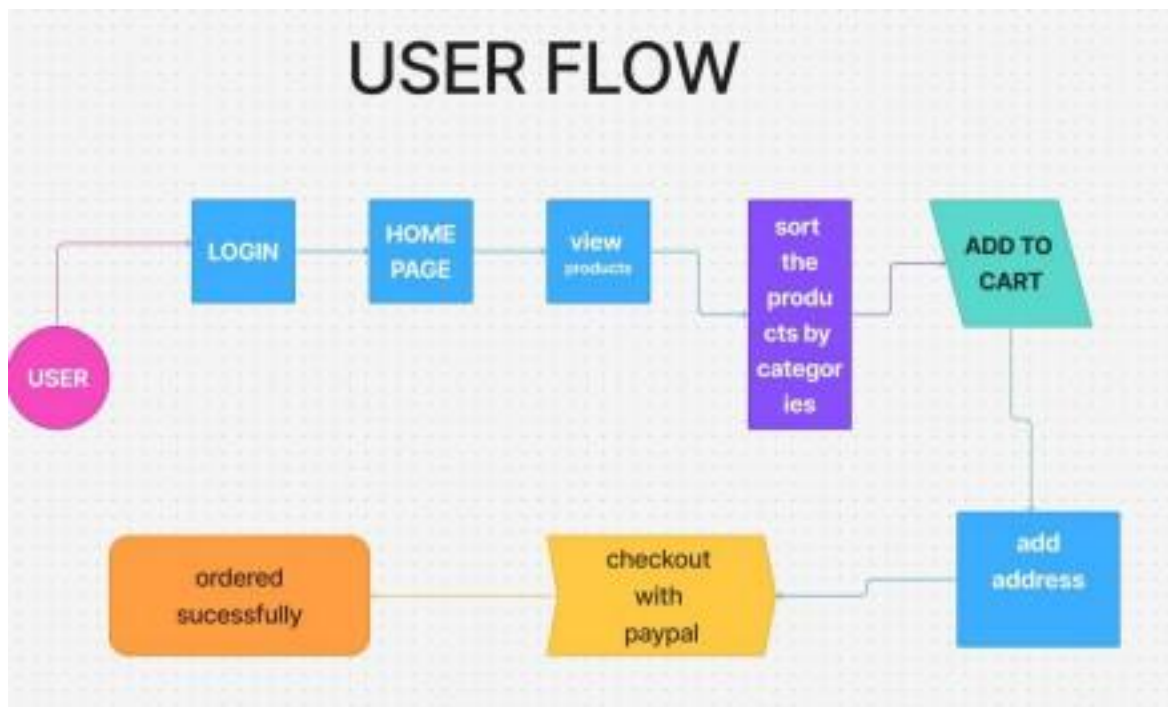 USER FLOW
LOGIN
HOME
PAGE
view
products
sort
the
produ
cts by
categor
ies
ADD TO
CART
USER
add
address
checkout
with
paypal
ordered
sucessfully